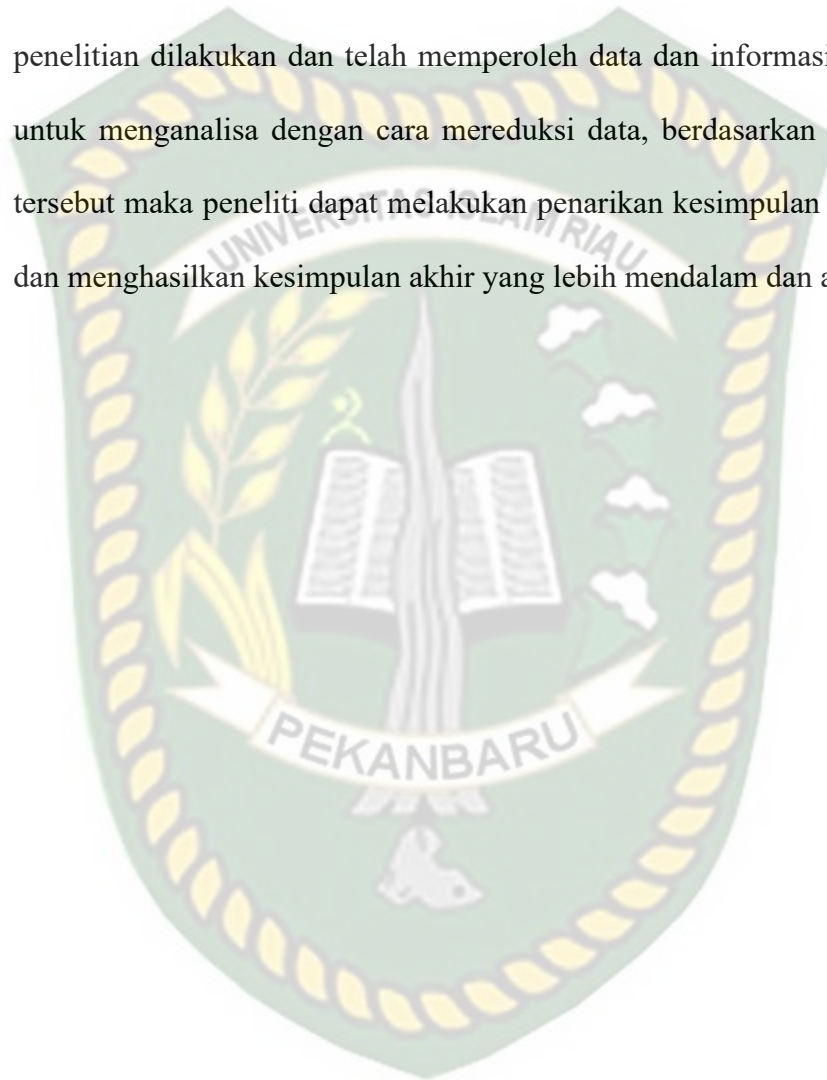 penelitian dilakukan dan telah memperoleh data dan informasi
untuk menganalisa dengan cara mereduksi data, berdasarkan
tersebut maka peneliti dapat melakukan penarikan kesimpulan
dan menghasilkan kesimpulan akhir yang lebih mendalam dan a
UNIVERSITAS ISLAM RIAU
PEKANBARU